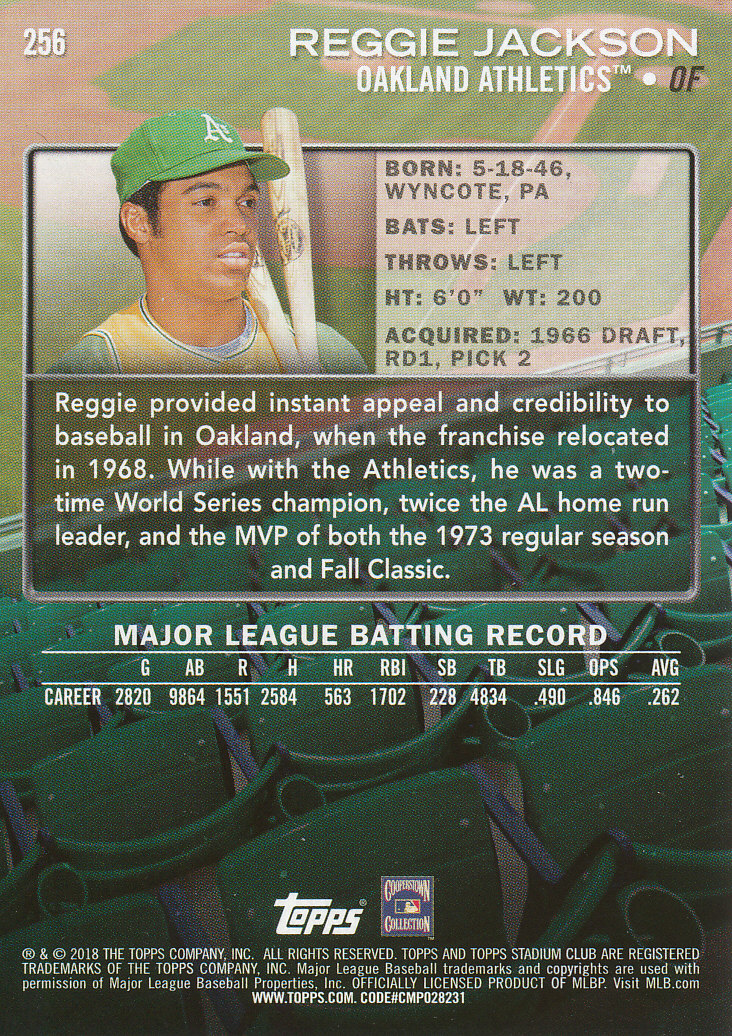 256
REGGIE JACKSON
OAKLAND ATHLETICS™ • OF
A's
BORN: 5-18-46,
WYNCOTE, PA
BATS: LEFT
THROWS: LEFT
HT: 6'0" WT: 200
ACQUIRED: 1966 DRAFT,
RD1, PICK 2
Reggie provided instant appeal and credibility to
baseball in Oakland, when the franchise relocated
in 1968. While with the Athletics, he was a two-
time World Series champion, twice the AL home run
leader, and the MVP of both the 1973 regular season
and Fall Classic.
MAJOR LEAGUE BATTING RECORD
G AB R H HR RBI SB TB SLG OPS AVG
CAREER 2820 9864 1551 2584 563 1702 228 4834 .490 .846 .262
Topps®
COOPERSTOWN
COLLECTION™
® & © 2018 THE TOPPS COMPANY, INC. ALL RIGHTS RESERVED. TOPPS AND TOPPS STADIUM CLUB ARE REGISTERED
TRADEMARKS OF THE TOPPS COMPANY, INC. Major League Baseball trademarks and copyrights are used with
permission of Major League Baseball Properties, Inc. OFFICIALLY LICENSED PRODUCT OF MLBP. Visit MLB.com
WWW.TOPPS.COM. CODE#CMP028231